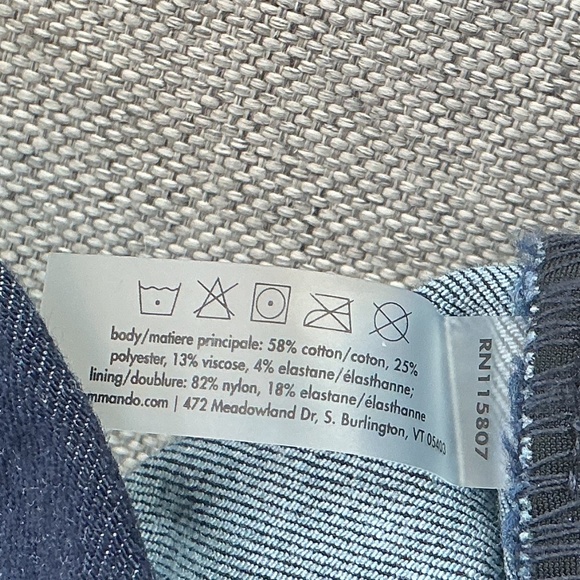 body/matiere principale: 58% cotton/coton, 25%
polyester, 13% viscose, 4% elastane/élasthanne;
lining/doublure: 82% nylon, 18% elastane/élasthanne
mmando.com | 472 Meadowland Dr, S. Burlington, VT 05403
RN115807